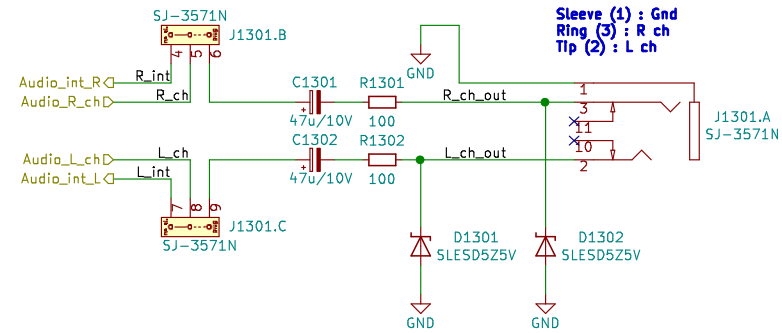 SJ-3571N
J1301.B
Sleeve (1) : Gnd
Ring (3) : R ch
Tip (2) : L ch
4
5
6
GND
Audio_int_R
R_int
Audio_R_ch
R_ch
C1301
R1301
R_ch_out
+
47u/10V
100
1
3
11
10
2
J1301.A
SJ-3571N
C1302
R1302
Audio_L_ch
L_ch
L_ch_out
Audio_int_L
L_int
+
47u/10V
100
7
8
9
J1301.C
SJ-3571N
D1301
SLESD5Z5V
D1302
SLESD5Z5V
GND
GND